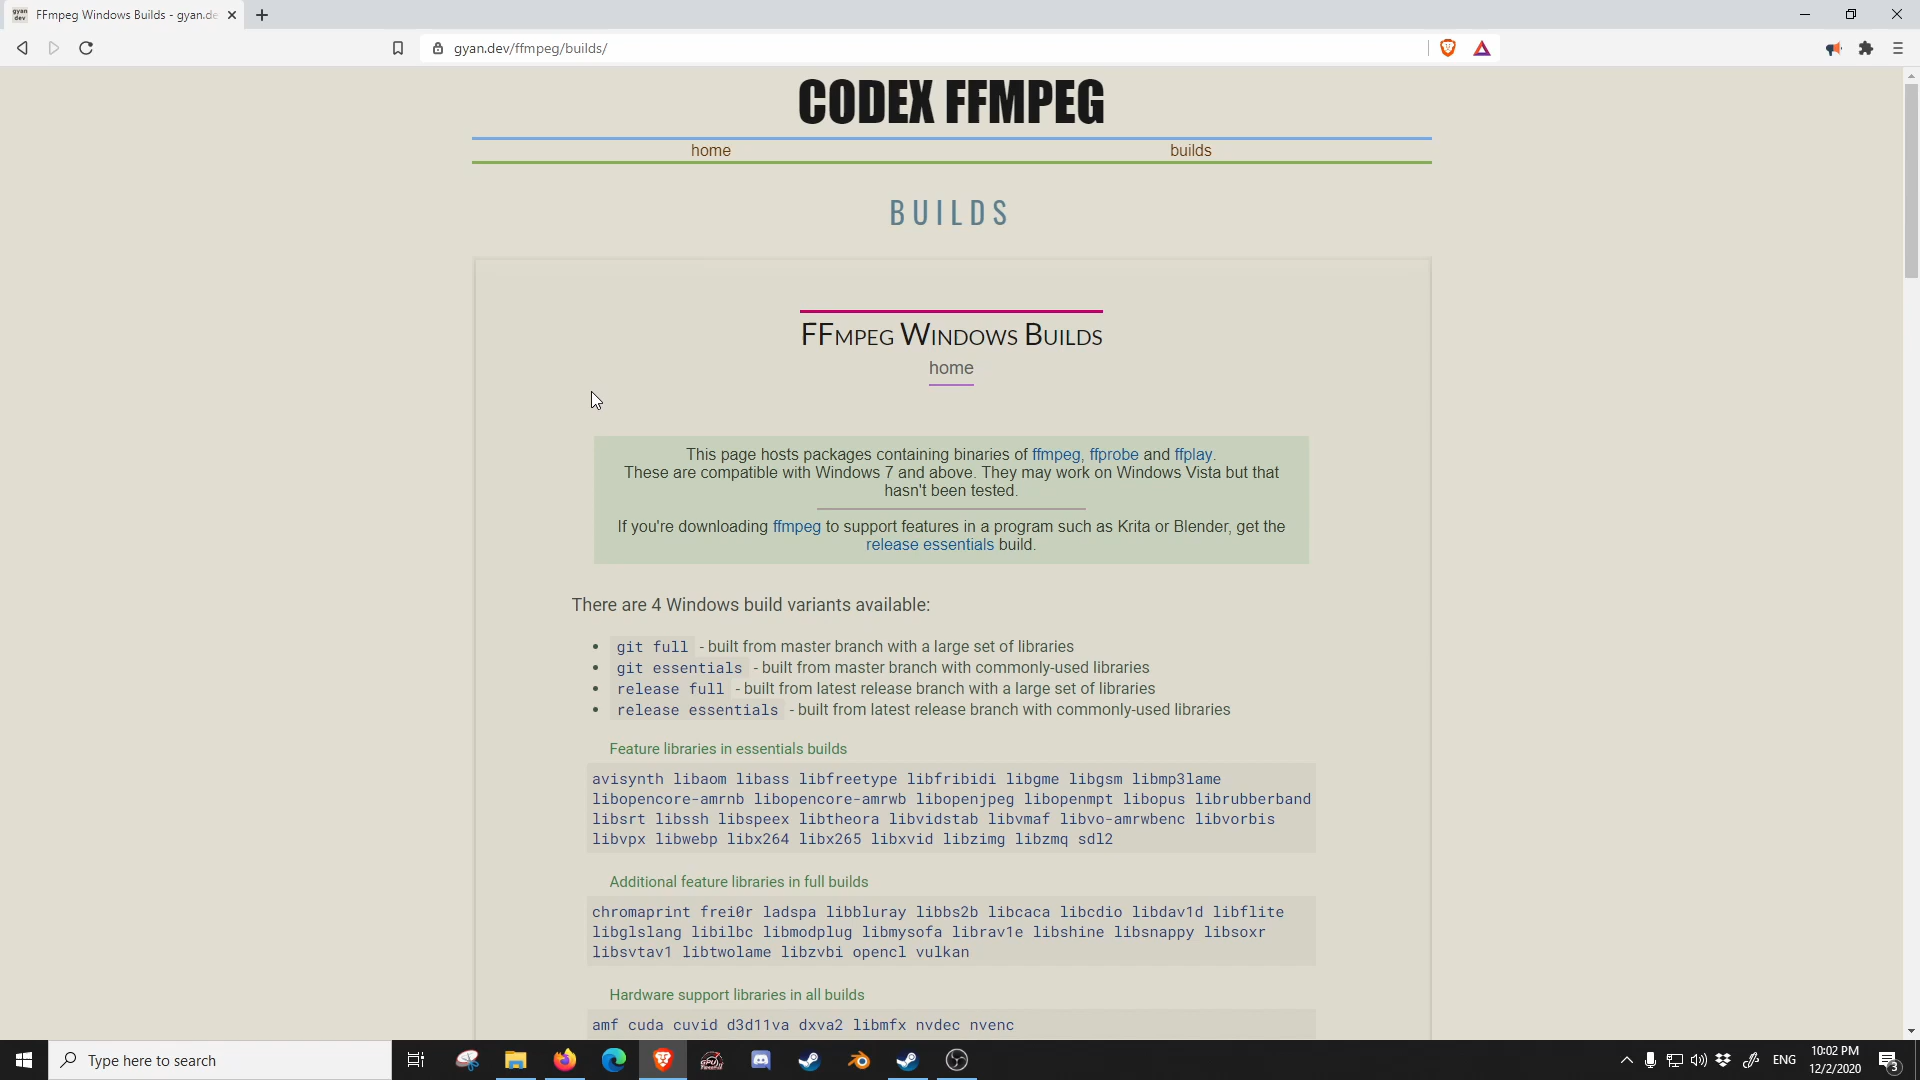 FFmpeg Windows Builds - gyan.de
gyan.dev/ffmpeg/builds/
CODEX FFMPEG
home
builds
BUILDS
FFmpeg Windows Builds
home
This page hosts packages containing binaries of ffmpeg, ffprobe and ffplay.
These are compatible with Windows 7 and above. They may work on Windows Vista but that
hasn't been tested.
If you're downloading ffmpeg to support features in a program such as Krita or Blender, get the
release essentials build.
There are 4 Windows build variants available:
• git full - built from master branch with a large set of libraries
• git essentials - built from master branch with commonly-used libraries
• release full - built from latest release branch with a large set of libraries
• release essentials - built from latest release branch with commonly-used libraries
Feature libraries in essentials builds
avisynth libaom libass libfreetype libfribidi libgme libgsm libmp3lame
libopencore-amrnb libopencore-amrwb libopenjpeg libopenmpt libopus librubberband
libsrt libssh libspeex libtheora libvidstab libvmaf libvo-amrwbenc libvorbis
libvpx libwebp libx264 libx265 libxvid libzimg libzmq sdl2
Additional feature libraries in full builds
chromaprint frei0r ladspa libbluray libbs2b libcaca libcdio libdav1d libflite
libglslang libilbc libmodplug libmysofa librav1e libshine libsnappy libsoxr
libsvtav1 libtwolame libzvbi opencl vulkan
Hardware support libraries in all builds
amf cuda cuvid d3d11va dxva2 libmfx nvdec nvenc
Type here to search
ENG
10:02 PM
12/2/2020
3